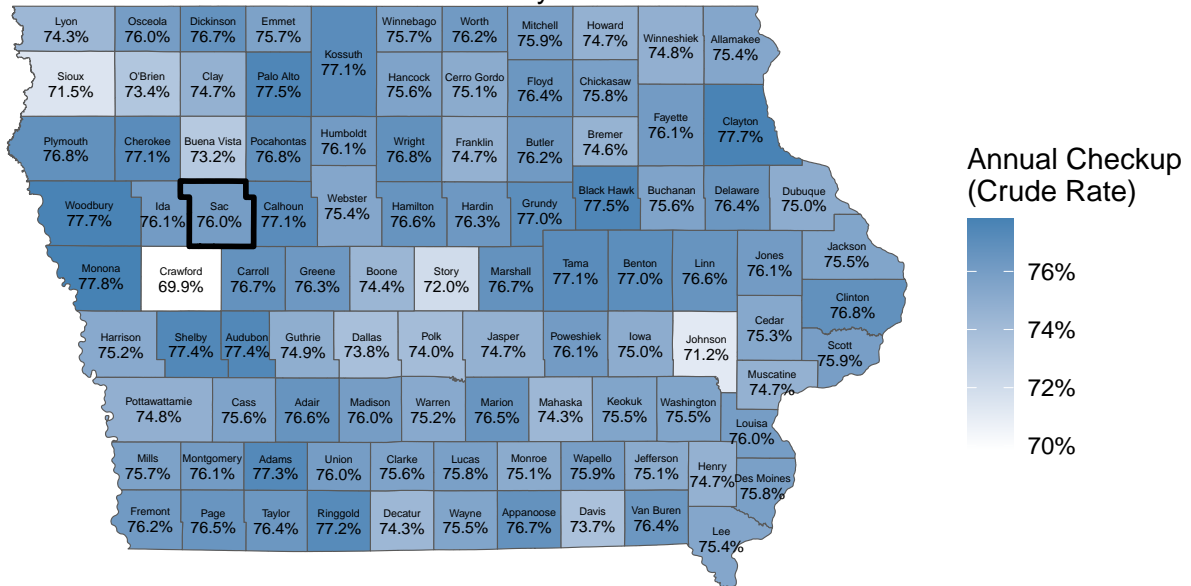 Lyon Osceola Dickinson Emmet Winnebago Worth Mitchell Howard
74.3% 76.0% 76.7% 75.7% 75.7% 76.2% 75.9% 74.7%
Kossuth Winneshiek Allamakee
77.1% 74.8% 75.4%
Sioux O'Brien Clay Palo Alto Hancock Cerro Gordo Floyd Chickasaw
71.5% 73.4% 74.7% 77.5% 75.6% 75.1% 76.4% 75.8%
Fayette Clayton
76.1% 77.7%
Plymouth Cherokee Buena Vista Pocahontas Humboldt Wright Franklin Butler Bremer
76.8% 77.1% 73.2% 76.8% 76.1% 76.8% 74.7% 76.2% 74.6%
Woodbury Ida Sac Calhoun Webster Hamilton Hardin Grundy Black Hawk Buchanan Delaware Dubuque
77.7% 76.1% 76.0% 77.1% 75.4% 76.6% 76.3% 77.0% 77.5% 75.6% 76.4% 75.0%
Monona Crawford Carroll Greene Boone Story Marshall Tama Benton Linn Jones Jackson
77.8% 69.9% 76.7% 76.3% 74.4% 72.0% 76.7% 77.1% 77.0% 76.6% 76.1% 75.5%
Clinton
76.8%
Harrison Shelby Audubon Guthrie Dallas Polk Jasper Poweshiek Iowa Johnson Cedar Scott
75.2% 77.4% 77.4% 74.9% 73.8% 74.0% 74.7% 76.1% 75.0% 71.2% 75.3% 75.9%
Muscatine
74.7%
Pottawattamie Cass Adair Madison Warren Marion Mahaska Keokuk Washington
74.8% 75.6% 76.6% 76.0% 75.2% 76.5% 74.3% 75.5% 75.5%
Louisa
76.0%
Mills Montgomery Adams Union Clarke Lucas Monroe Wapello Jefferson Henry Des Moines
75.7% 76.1% 77.3% 76.0% 75.6% 75.8% 75.1% 75.9% 75.1% 74.7% 75.8%
Fremont Page Taylor Ringgold Decatur Wayne Appanoose Davis Van Buren Lee
76.2% 76.5% 76.4% 77.2% 74.3% 75.5% 76.7% 73.7% 76.4% 75.4%
Annual Checkup
(Crude Rate)
76%
74%
72%
70%